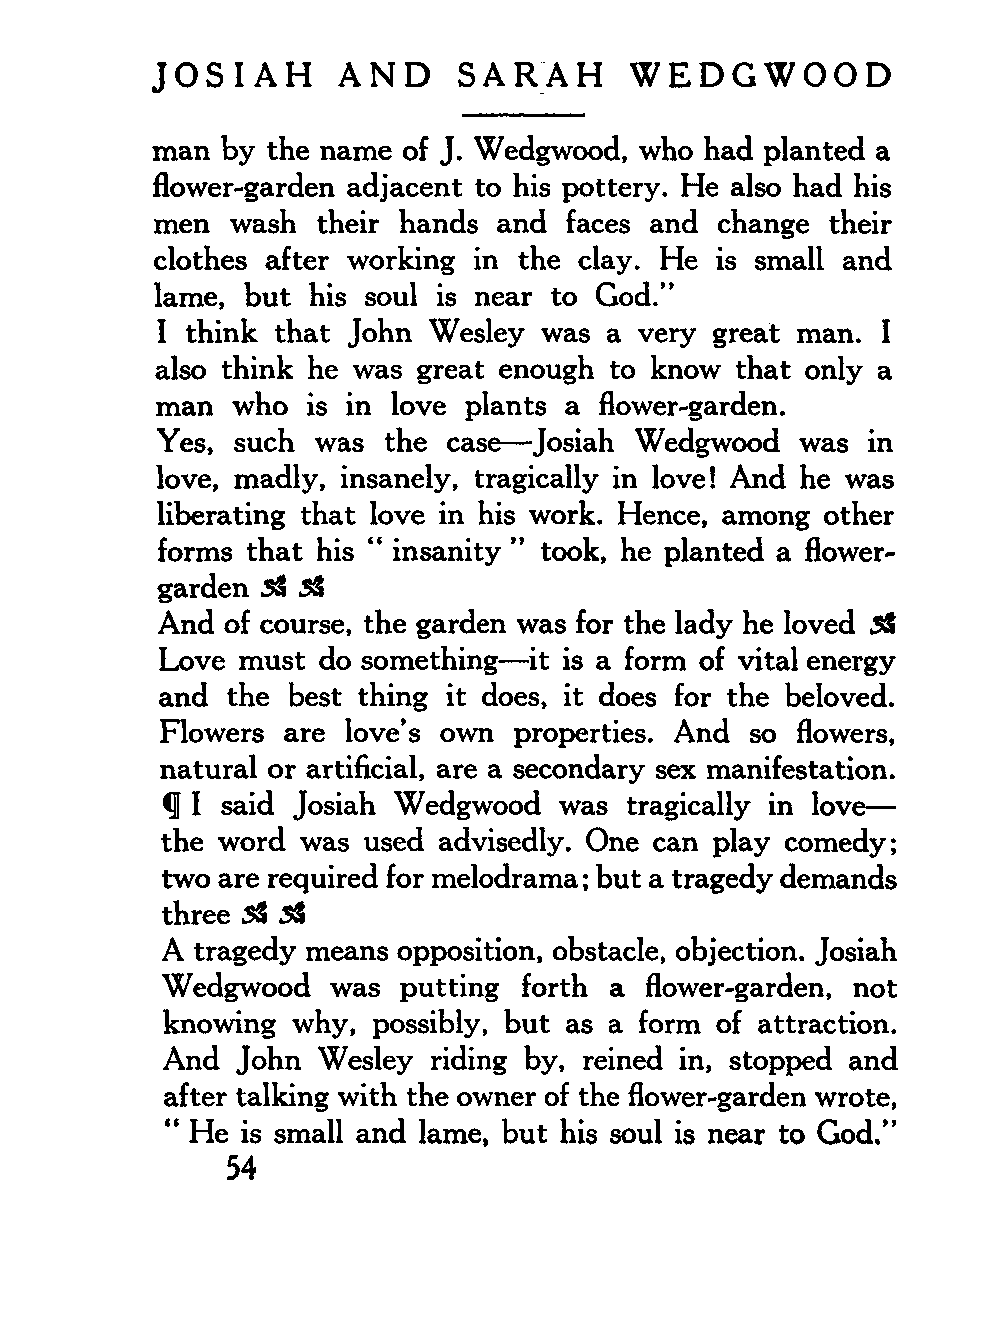 JOSIAH AND SARAH WEDGWOOD
man by the name of J. Wedgwood, who had planted a
flower-garden adjacent to his pottery. He also had his
men wash their hands and faces and change their
clothes after working in the clay. He is small and
lame, but his soul is near to God."
I think that John Wesley was a very great man. I
also think he was great enough to know that only a
man who is in love plants a flower-garden.
Yes, such was the case—Josiah Wedgwood was in
love, madly, insanely, tragically in love! And he was
liberating that love in his work. Hence, among other
forms that his " insanity " took, he planted a flower-
garden
And of course, the garden was for the lady he loved
Love must do something—it is a form of vital energy
and the best thing it does, it does for the beloved.
Flowers are love's own properties. And so flowers,
natural or artificial, are a secondary sex manifestation.
¶ I said Josiah Wedgwood was tragically in love—
the word was used advisedly. One can play comedy;
two are required for melodrama; but a tragedy demands
three
A tragedy means opposition, obstacle, objection. Josiah
Wedgwood was putting forth a flower-garden, not
knowing why, possibly, but as a form of attraction.
And John Wesley riding by, reined in, stopped and
after talking with the owner of the flower-garden wrote,
" He is small and lame, but his soul is near to God."
54